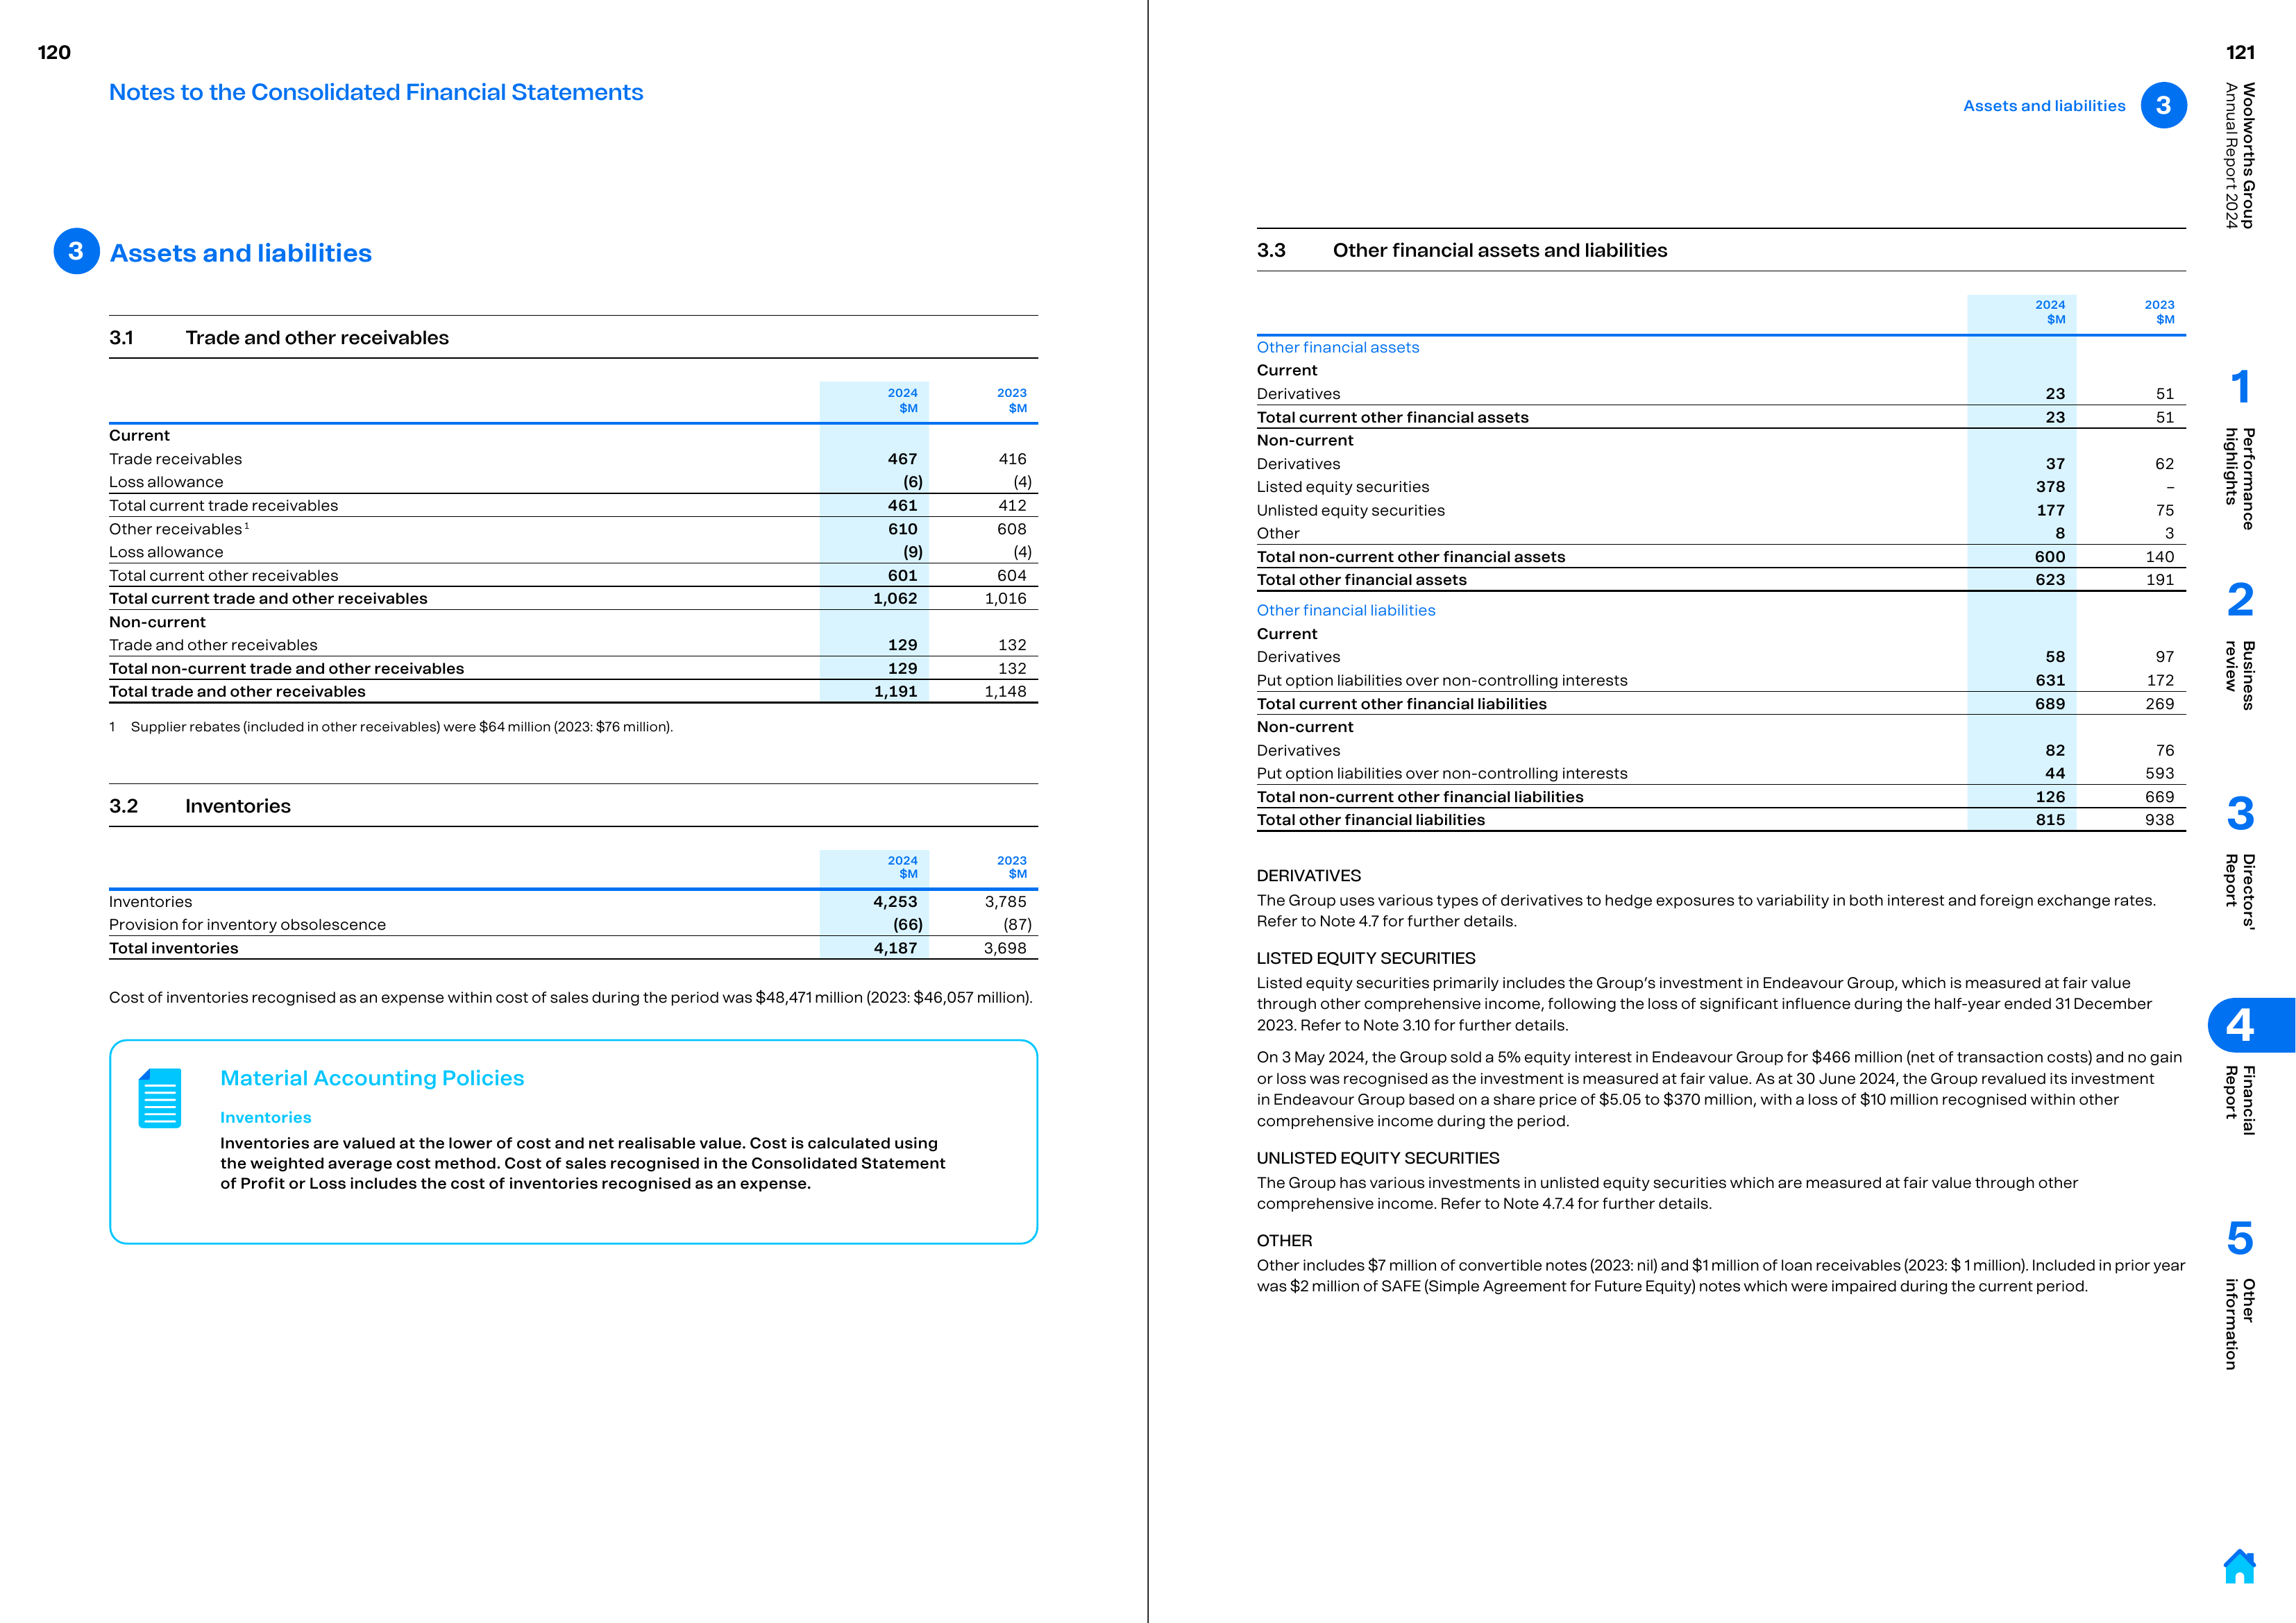 120
Notes to the Consolidated Financial Statements
3 Assets and liabilities
3.1 Trade and other receivables
2024 2023
$M $M
Current
Trade receivables 467 416
Loss allowance (6) (4)
Total current trade receivables 461 412
Other receivables 1 610 608
Loss allowance (9) (4)
Total current other receivables 601 604
Total current trade and other receivables 1,062 1,016
Non-current
Trade and other receivables 129 132
Total non-current trade and other receivables 129 132
Total trade and other receivables 1,191 1,148
1 Supplier rebates (included in other receivables) were $64 million (2023: $76 million).
3.2 Inventories
2024 2023
$M $M
Inventories 4,253 3,785
Provision for inventory obsolescence (66) (87)
Total inventories 4,187 3,698
Cost of inventories recognised as an expense within cost of sales during the period was $48,471 million (2023: $46,057 million).
Material Accounting Policies
Inventories
Inventories are valued at the lower of cost and net realisable value. Cost is calculated using
the weighted average cost method. Cost of sales recognised in the Consolidated Statement
of Profit or Loss includes the cost of inventories recognised as an expense.
Assets and liabilities 3
3.3 Other financial assets and liabilities
2024 2023
$M $M
Other financial assets
Current
Derivatives 23 51
Total current other financial assets 23 51
Non-current
Derivatives 37 62
Listed equity securities 378 –
Unlisted equity securities 177 75
Other 8 3
Total non-current other financial assets 600 140
Total other financial assets 623 191
Other financial liabilities
Current
Derivatives 58 97
Put option liabilities over non-controlling interests 631 172
Total current other financial liabilities 689 269
Non-current
Derivatives 82 76
Put option liabilities over non-controlling interests 44 593
Total non-current other financial liabilities 126 669
Total other financial liabilities 815 938
DERIVATIVES
The Group uses various types of derivatives to hedge exposures to variability in both interest and foreign exchange rates.
Refer to Note 4.7 for further details.
LISTED EQUITY SECURITIES
Listed equity securities primarily includes the Group's investment in Endeavour Group, which is measured at fair value
through other comprehensive income, following the loss of significant influence during the half-year ended 31 December
2023. Refer to Note 3.10 for further details.
On 3 May 2024, the Group sold a 5% equity interest in Endeavour Group for $466 million (net of transaction costs) and no gain
or loss was recognised as the investment is measured at fair value. As at 30 June 2024, the Group revalued its investment
in Endeavour Group based on a share price of $5.05 to $370 million, with a loss of $10 million recognised within other
comprehensive income during the period.
UNLISTED EQUITY SECURITIES
The Group has various investments in unlisted equity securities which are measured at fair value through other
comprehensive income. Refer to Note 4.7.4 for further details.
OTHER
Other includes $7 million of convertible notes (2023: nil) and $1 million of loan receivables (2023: $ 1 million). Included in prior year
was $2 million of SAFE (Simple Agreement for Future Equity) notes which were impaired during the current period.
121
Woolworths Group
Annual Report 2024
1
Performance
highlights
2
Business
review
3
Directors'
Report
4
Financial
Report
5
Other
information